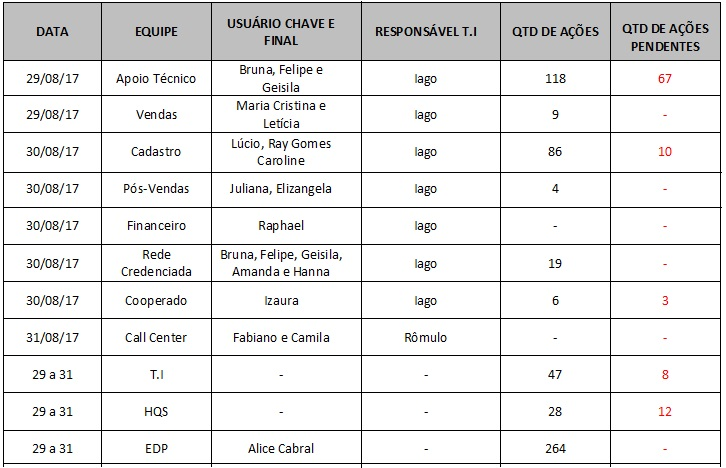 DATA EQUIPE USUÁRIO CHAVE E FINAL RESPONSÁVEL T.I QTD DE AÇÕES QTD DE AÇÕES PENDENTES
29/08/17 Apoio Técnico Bruna, Felipe e Geisila Iago 118 67
29/08/17 Vendas Maria Cristina e Letícia Iago 9 -
30/08/17 Cadastro Lúcio, Ray Gomes Caroline Iago 86 10
30/08/17 Pós-Vendas Juliana, Elizangela Iago 4 -
30/08/17 Financeiro Raphael Iago - -
30/08/17 Rede Credenciada Bruna, Felipe, Geisila, Amanda e Hanna Iago 19 -
30/08/17 Cooperado Izaura Iago 6 3
31/08/17 Call Center Fabiano e Camila Rômulo - -
29 a 31 T.I - - 47 8
29 a 31 HQS - - 28 12
29 a 31 EDP Alice Cabral - 264 -